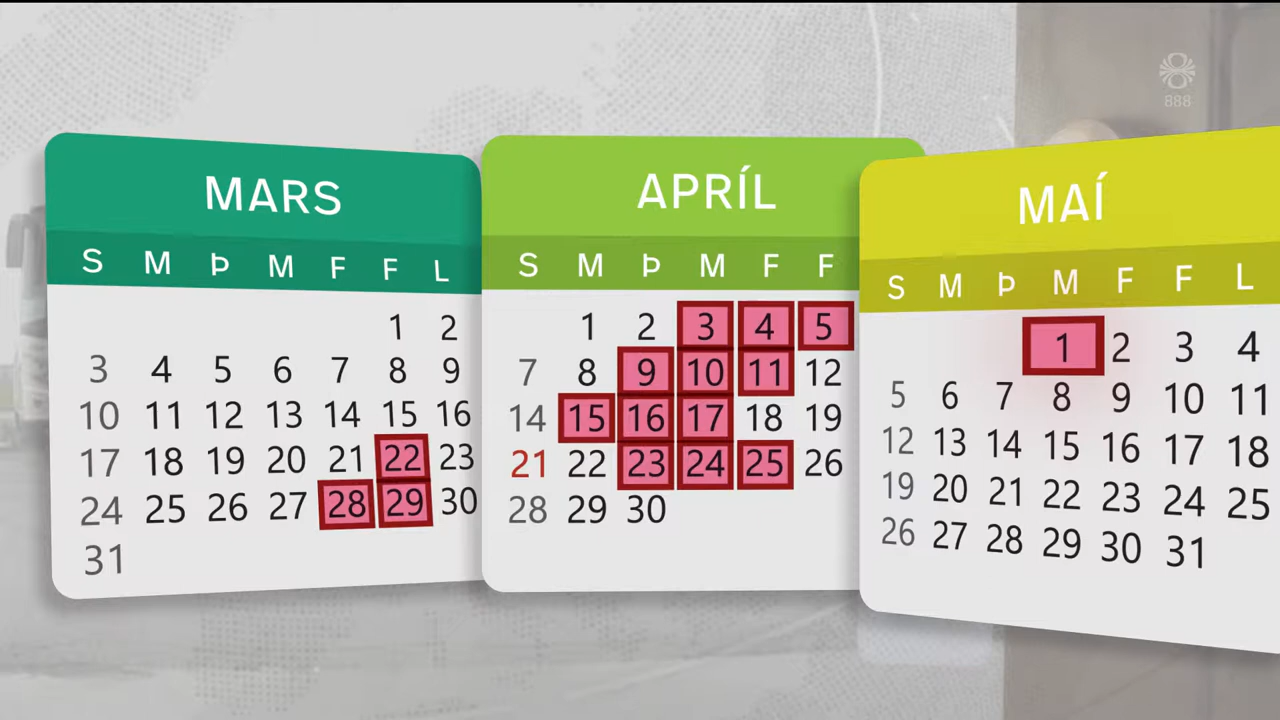 888
MARS
S M Þ M F F L
1 2
3 4 5 6 7 8 9
10 11 12 13 14 15 16
17 18 19 20 21 22 23
24 25 26 27 28 29 30
31
APRÍL
S M Þ M F F
1 2 3 4 5
7 8 9 10 11 12
14 15 16 17 18 19
21 22 23 24 25 26
28 29 30
MAÍ
S M Þ M F F L
1 2 3 4
5 6 7 8 9 10 11
12 13 14 15 16 17 18
19 20 21 22 23 24 25
26 27 28 29 30 31